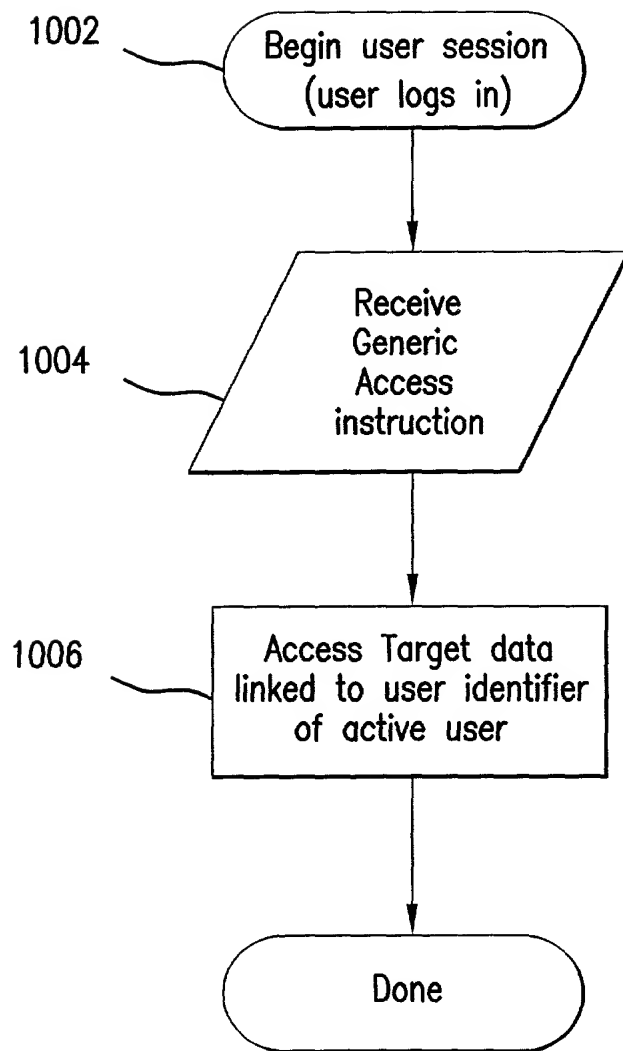 1002
Begin user session
(user logs in)
1004
Receive
Generic
Access
instruction
1006
Access Target data
linked to user identifier
of active user
Done